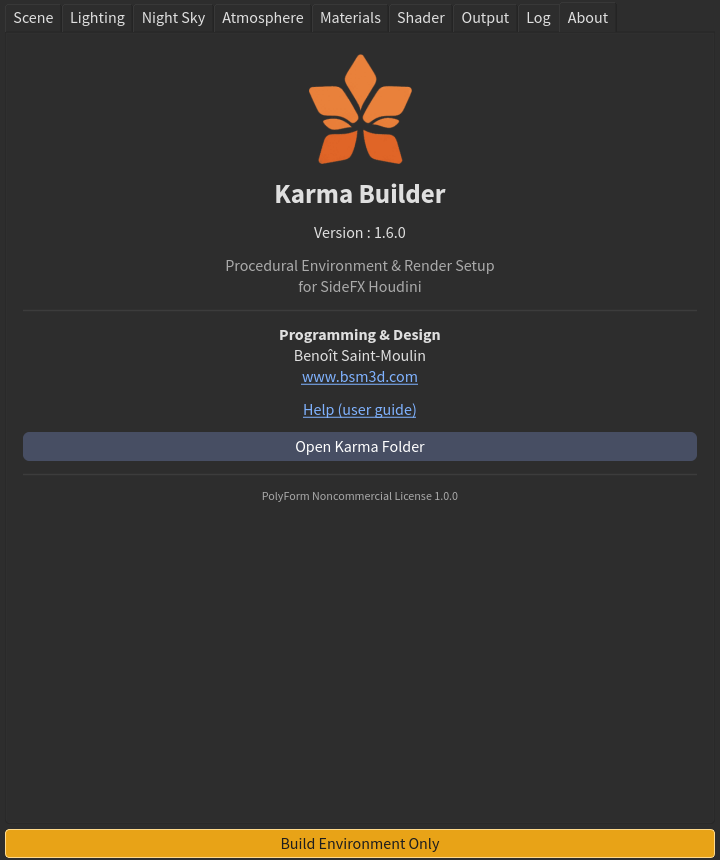 Scene Lighting Night Sky Atmosphere Materials Shader Output Log About
Karma Builder
Version : 1.6.0
Procedural Environment & Render Setup
for SideFX Houdini
Programming & Design
Benoît Saint-Moulin
www.bsm3d.com
Help (user guide)
Open Karma Folder
PolyForm Noncommercial License 1.0.0
Build Environment Only